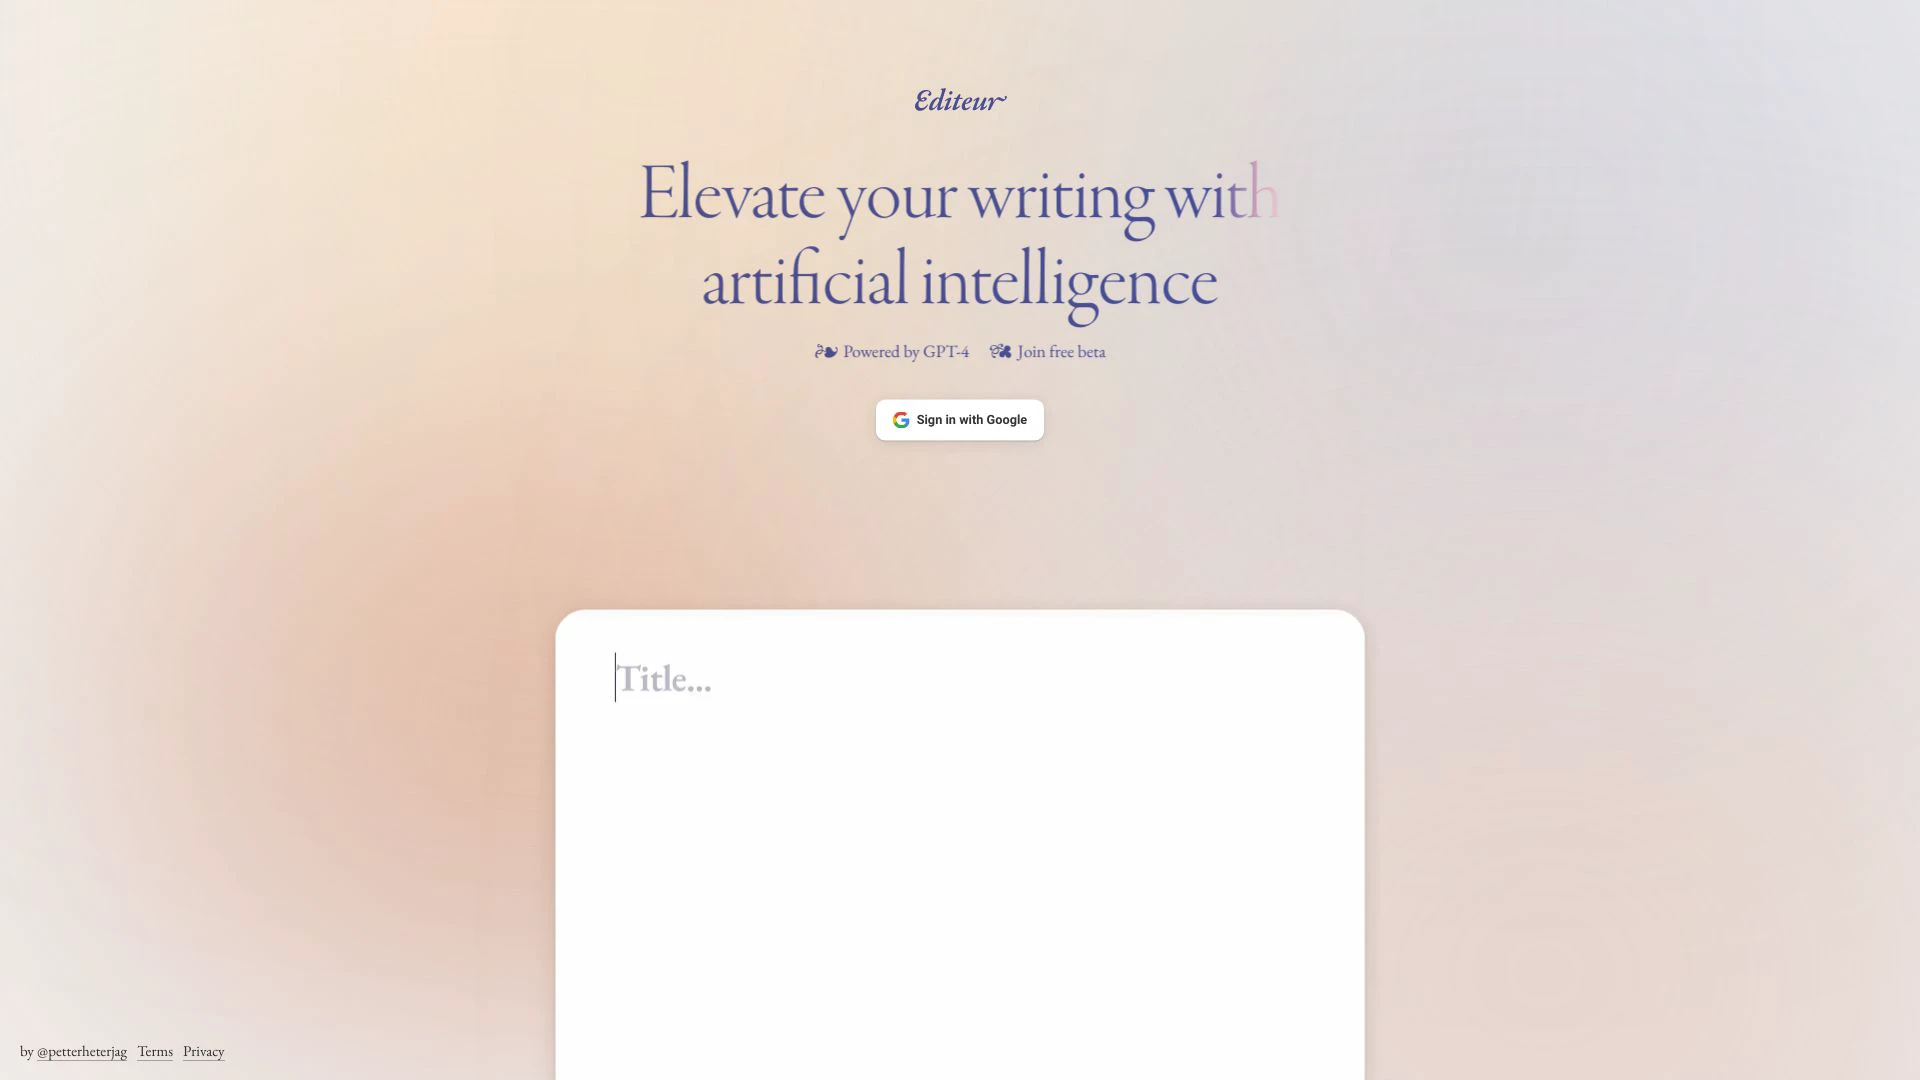 Editeur
Elevate your writing with
artificial intelligence
Powered by GPT-4 Join free beta
Sign in with Google
Title...
by @petterheterjag Terms Privacy